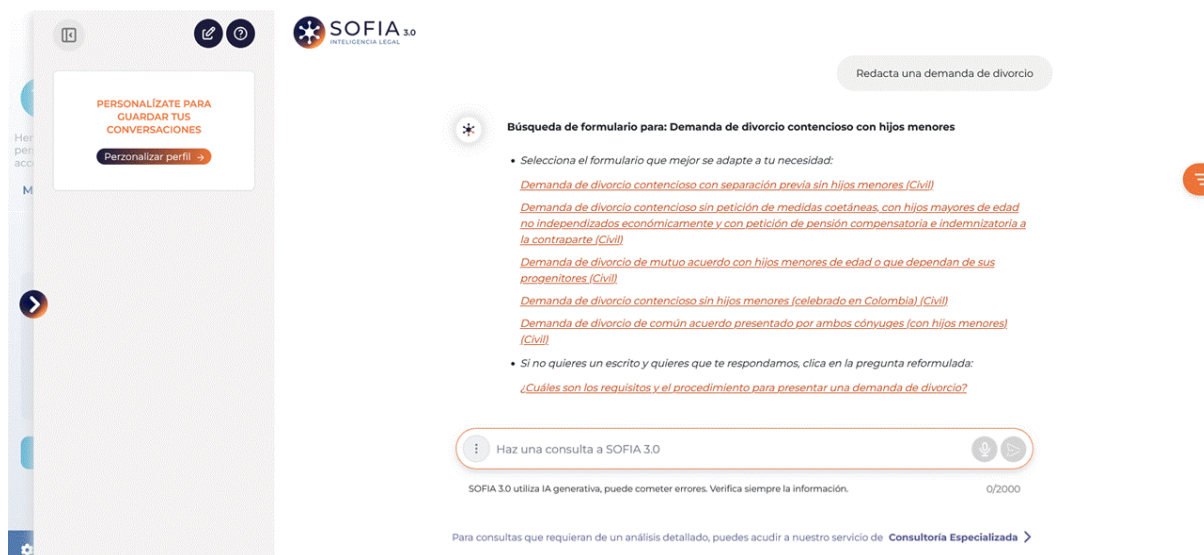 SOFIA 3.0
INTELIGENCIA LEGAL
Redacta una demanda de divorcio
PERSONALÍZATE PARA
GUARDAR TUS
CONVERSACIONES
Perzonalizar perfil →
Her
per
acc
M
Búsqueda de formulario para: Demanda de divorcio contencioso con hijos menores
• Selecciona el formulario que mejor se adapte a tu necesidad:
Demanda de divorcio contencioso con separación previa sin hijos menores (Civil)
Demanda de divorcio contencioso sin petición de medidas coetáneas, con hijos mayores de edad
no independizados económicamente y con petición de pensión compensatoria e indemnizatoria a
la contraparte (Civil)
Demanda de divorcio de mutuo acuerdo con hijos menores de edad o que dependan de sus
progenitores (Civil)
Demanda de divorcio contencioso sin hijos menores (celebrado en Colombia) (Civil)
Demanda de divorcio de común acuerdo presentado por ambos cónyuges (con hijos menores)
(Civil)
• Si no quieres un escrito y quieres que te respondamos, clica en la pregunta reformulada:
¿Cuáles son los requisitos y el procedimiento para presentar una demanda de divorcio?
Haz una consulta a SOFIA 3.0
SOFIA 3.0 utiliza IA generativa, puede cometer errores. Verifica siempre la información.
0/2000
Para consultas que requieran de un análisis detallado, puedes acudir a nuestro servicio de Consultoría Especializada